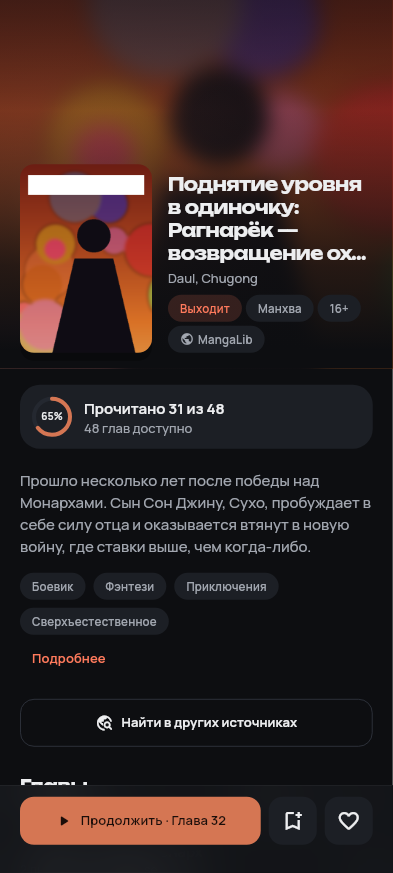 Поднятие уровня
в одиночку:
Рагнарёк —
возвращение ох...
Daul, Chugong
Выходит
Манхва
16+
MangaLib
65%
Прочитано 31 из 48
48 глав доступно
Прошло несколько лет после победы над
Монархами. Сын Сон Джину, Сухо, пробуждает в
себе силу отца и оказывается втянут в новую
войну, где ставки выше, чем когда-либо.
Боевик
Фэнтези
Приключения
Сверхъестественное
Подробнее
Найти в других источниках
Главы
Продолжить · Глава 32